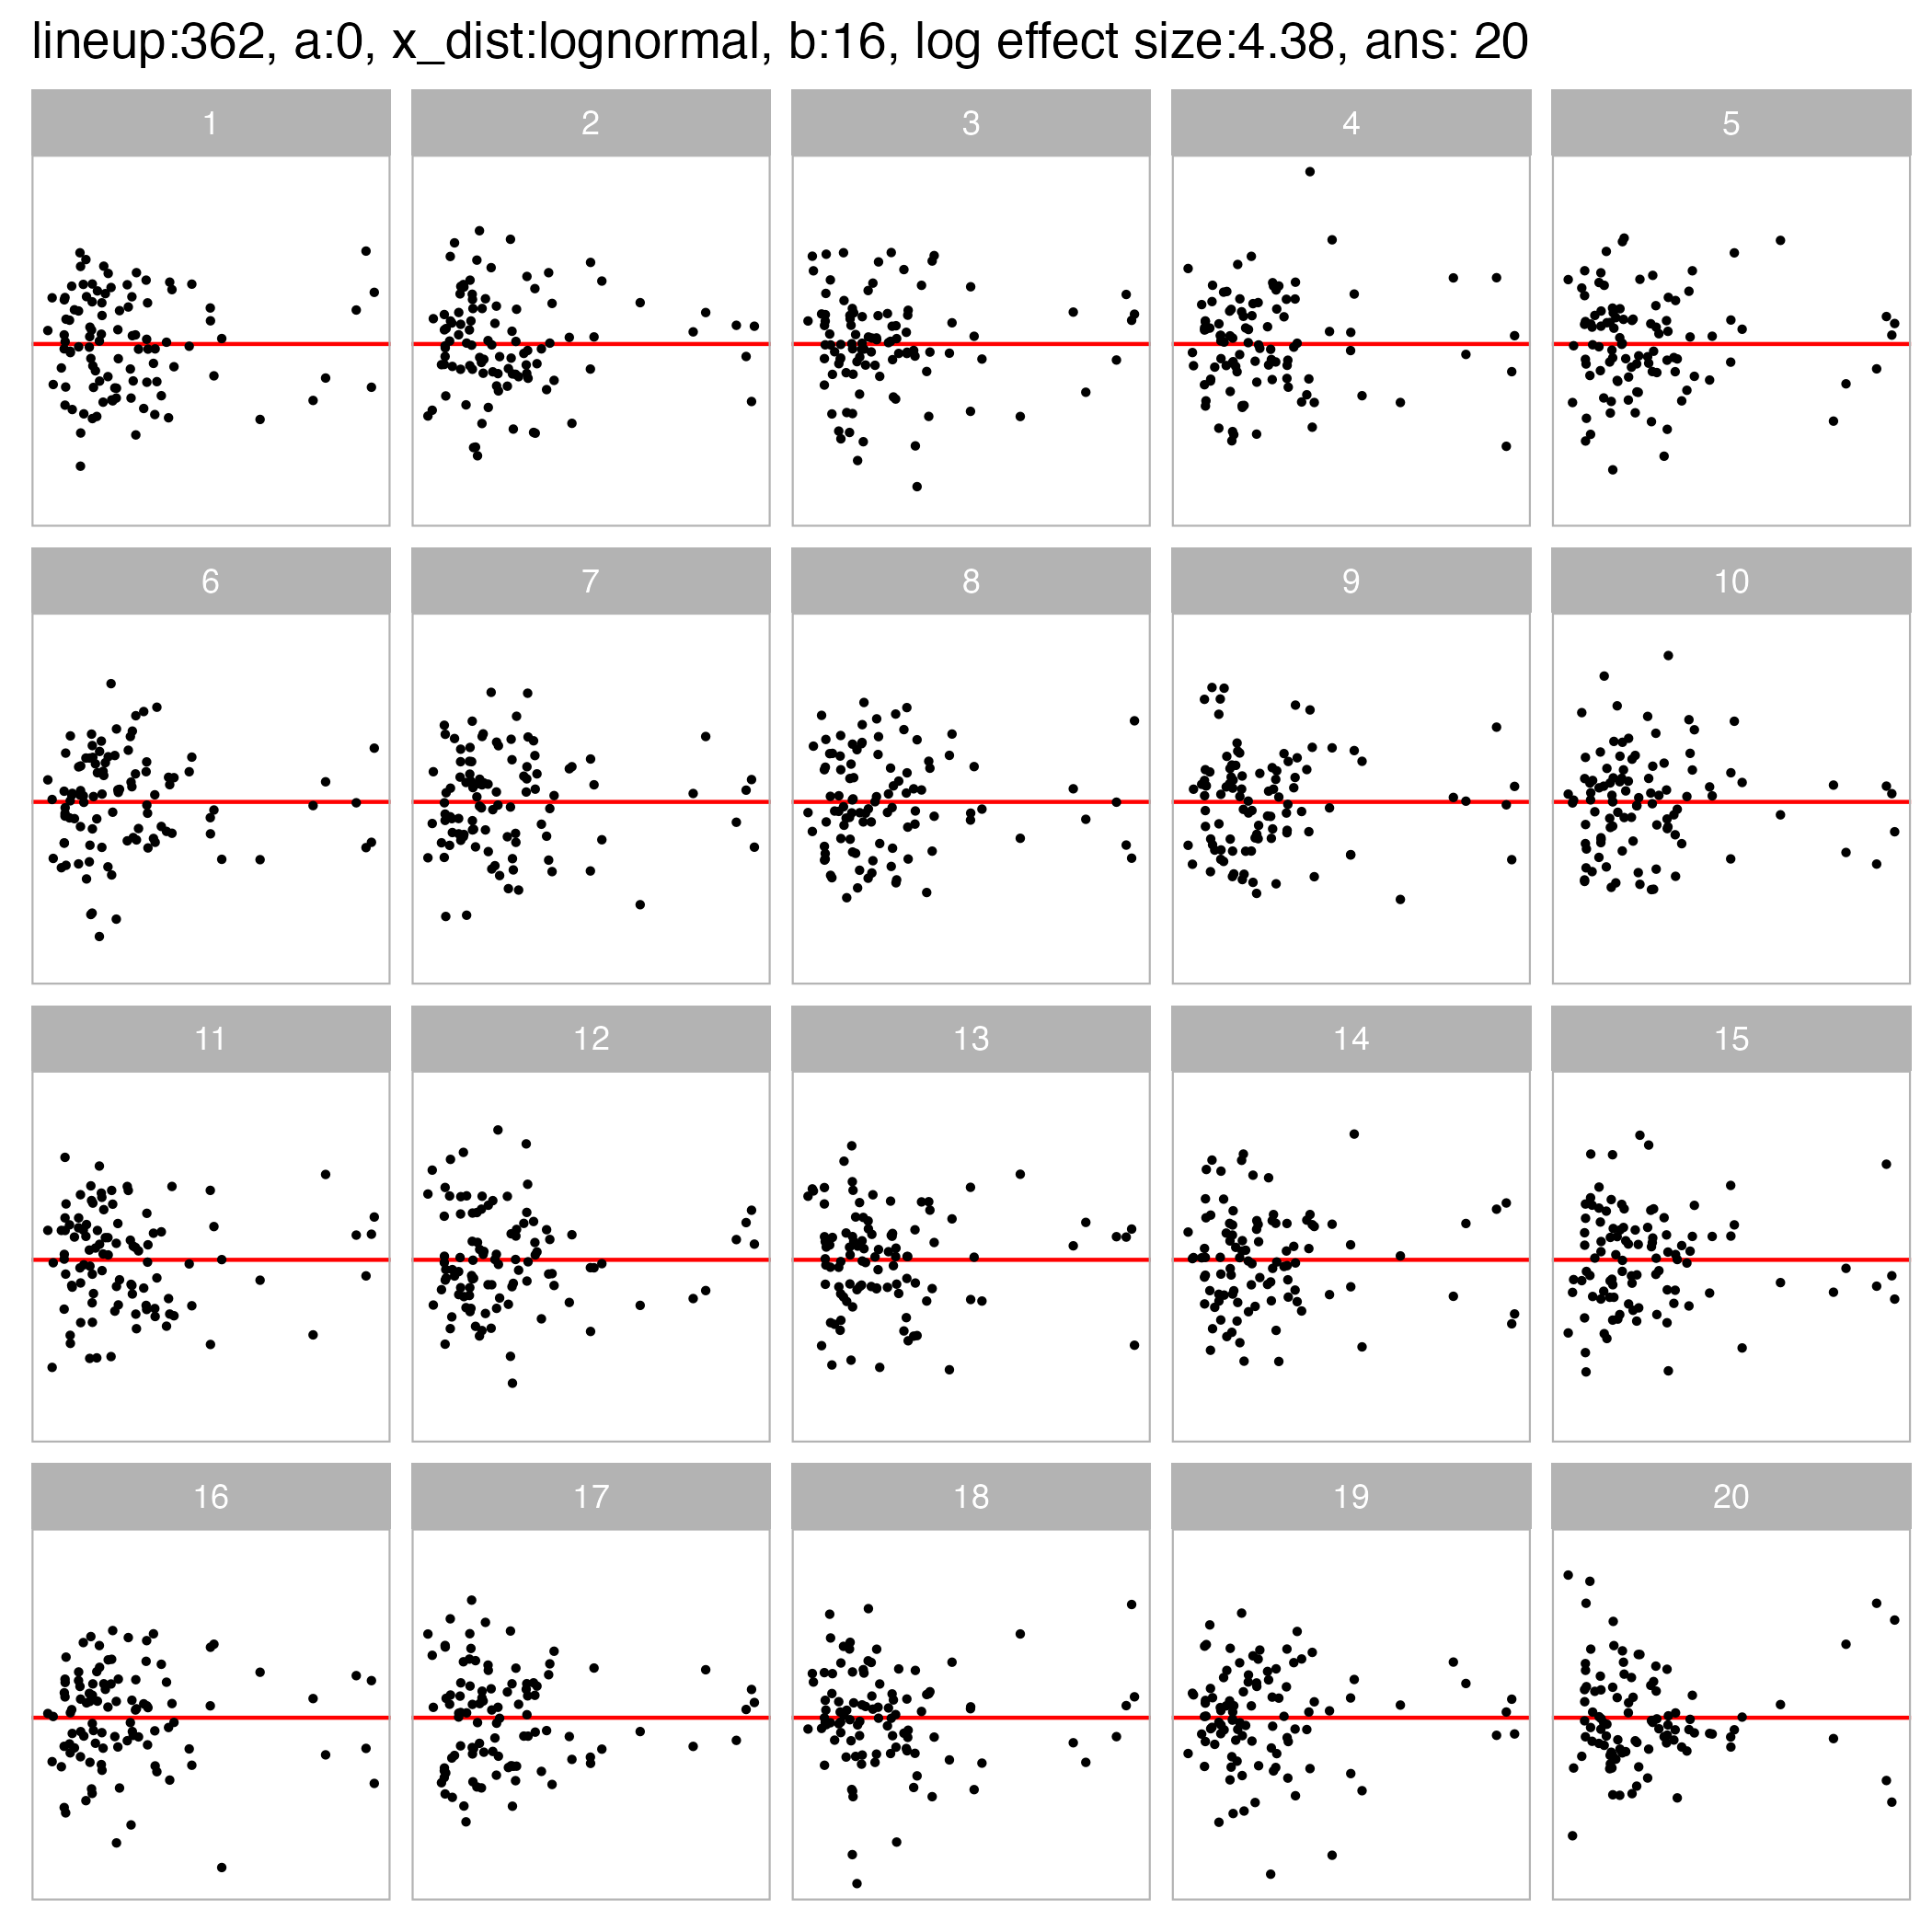 lineup:362, a:0, x_dist:lognormal, b:16, log effect size:4.38, ans: 20
1 2 3 4 5
6 7 8 9 10
11 12 13 14 15
16 17 18 19 20